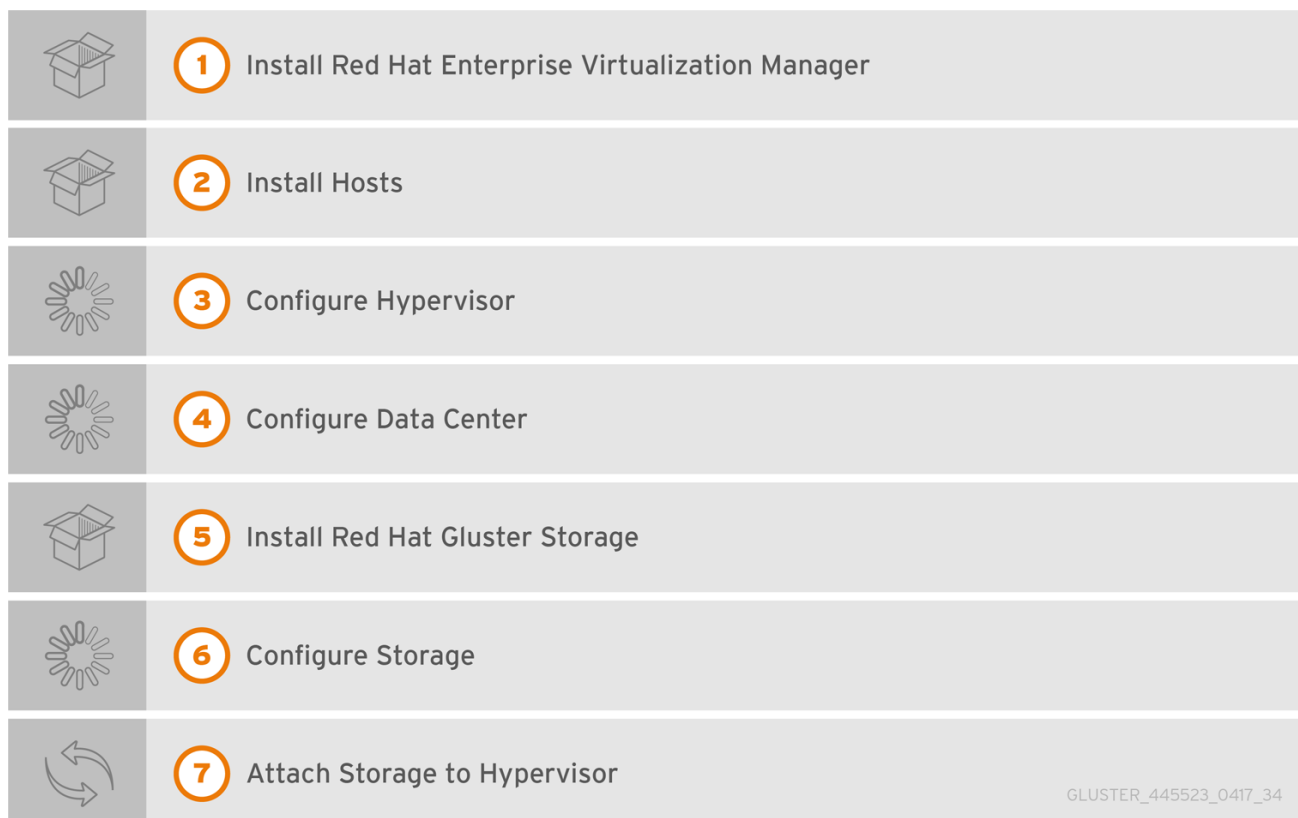 1 Install Red Hat Enterprise Virtualization Manager
2 Install Hosts
3 Configure Hypervisor
4 Configure Data Center
5 Install Red Hat Gluster Storage
6 Configure Storage
7 Attach Storage to Hypervisor
GLUSTER_445523_0417_34